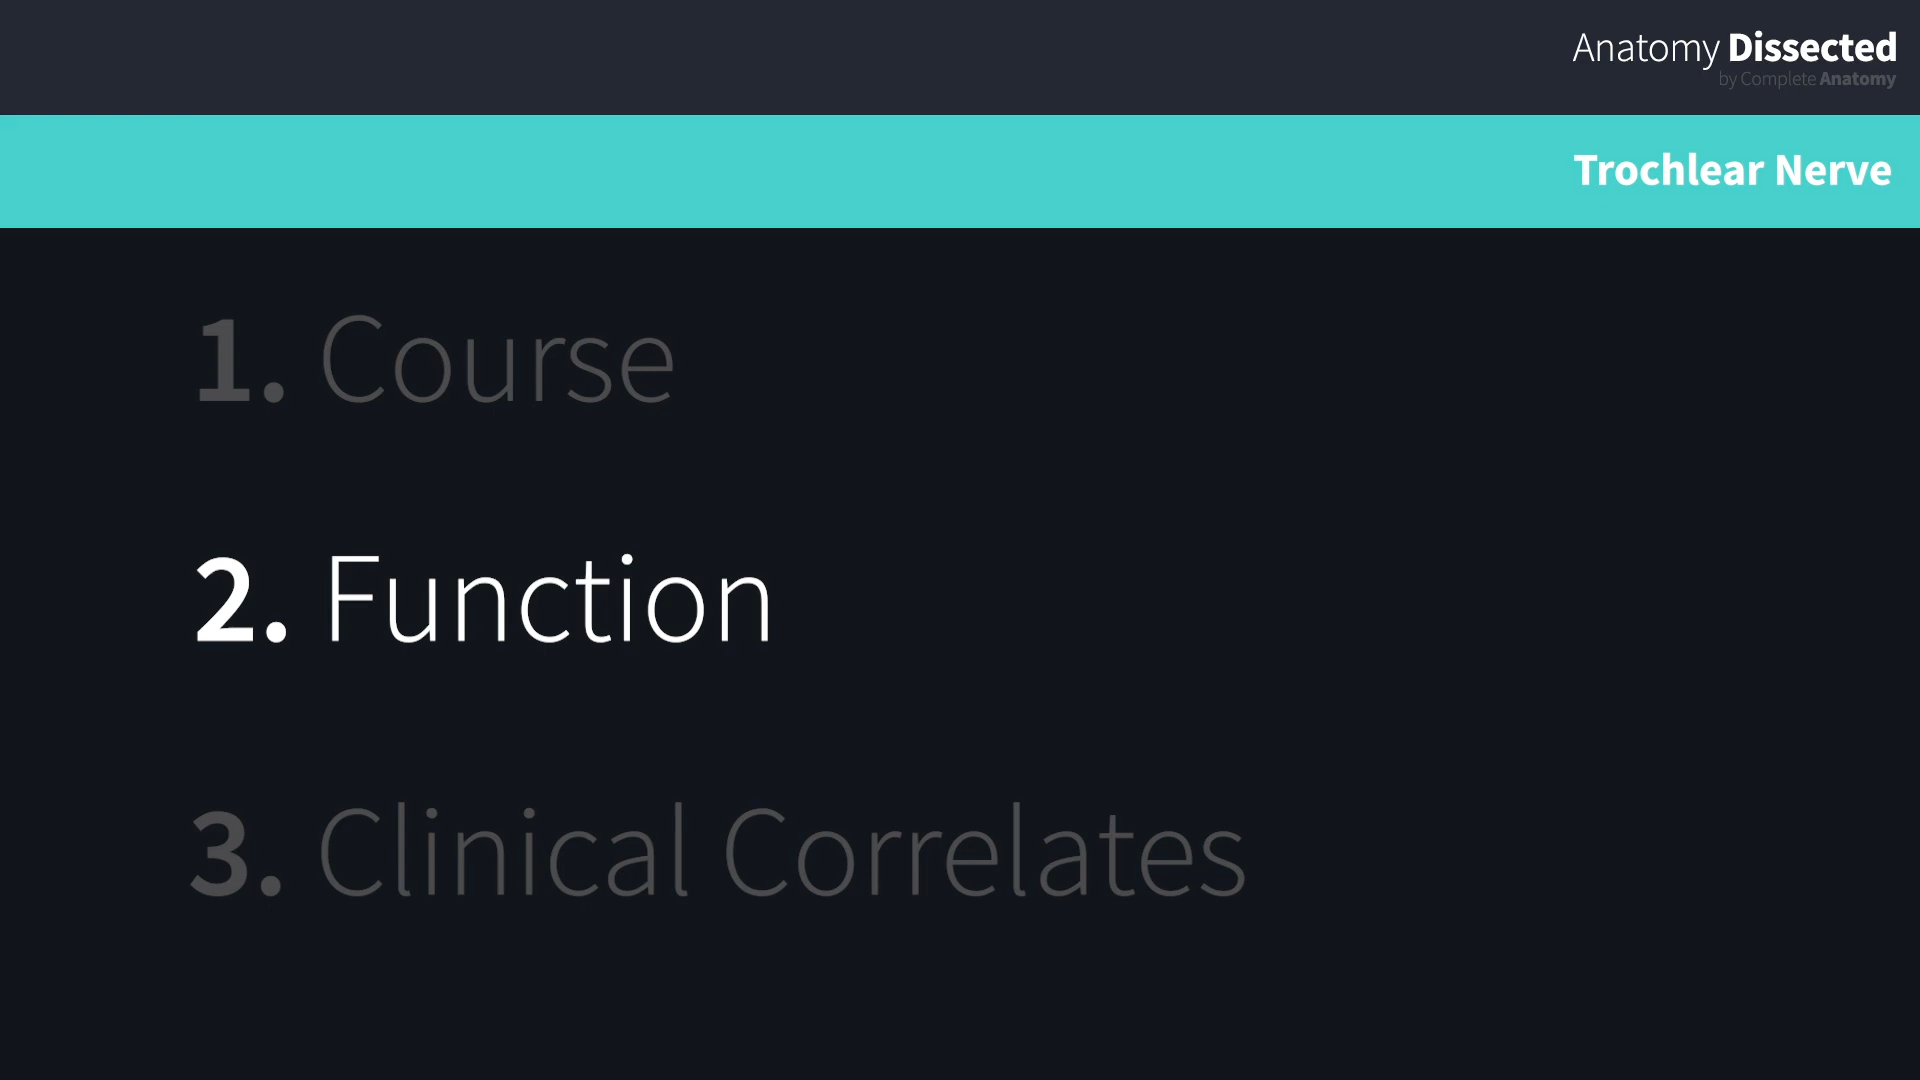 Anatomy Dissected
by Complete Anatomy
Trochlear Nerve
1. Course
2. Function
3. Clinical Correlates